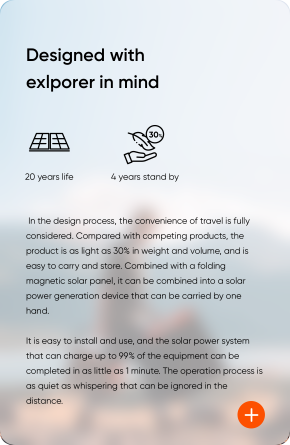 Designed with
exlporer in mind
30%
20 years life
4 years stand by
In the design process, the convenience of travel is fully
considered. Compared with competing products, the
product is as light as 30% in weight and volume, and is
easy to carry and store. Combined with a folding
magnetic solar panel, it can be combined into a solar
power generation device that can be carried by one
hand.
It is easy to install and use, and the solar power system
that can charge up to 99% of the equipment can be
completed in as little as 1 minute. The operation process is
as quiet as whispering that can be ignored in the
distance.